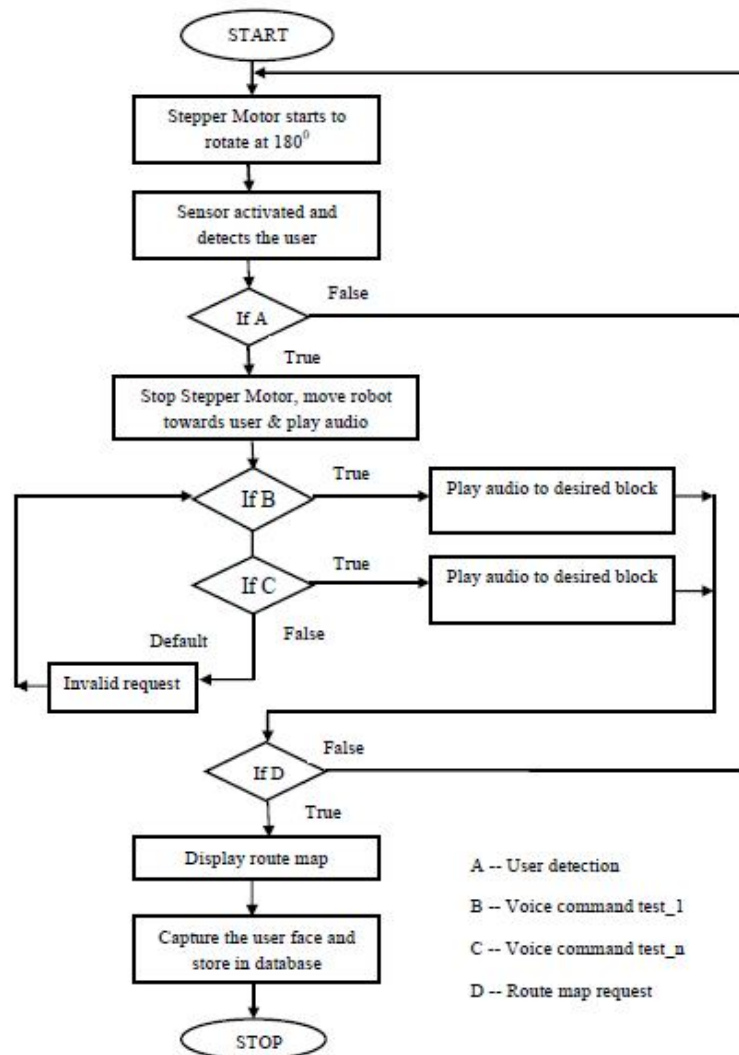 START
Stepper Motor starts to
rotate at 180⁰
Sensor activated and
detects the user
False
If A
True
Stop Stepper Motor, move robot
towards user & play audio
True
If B
Play audio to desired block
True
If C
Play audio to desired block
False
Default
Invalid request
False
If D
True
Display route map
Capture the user face and
store in database
STOP
A -- User detection
B -- Voice command test_1
C -- Voice command test_n
D -- Route map request